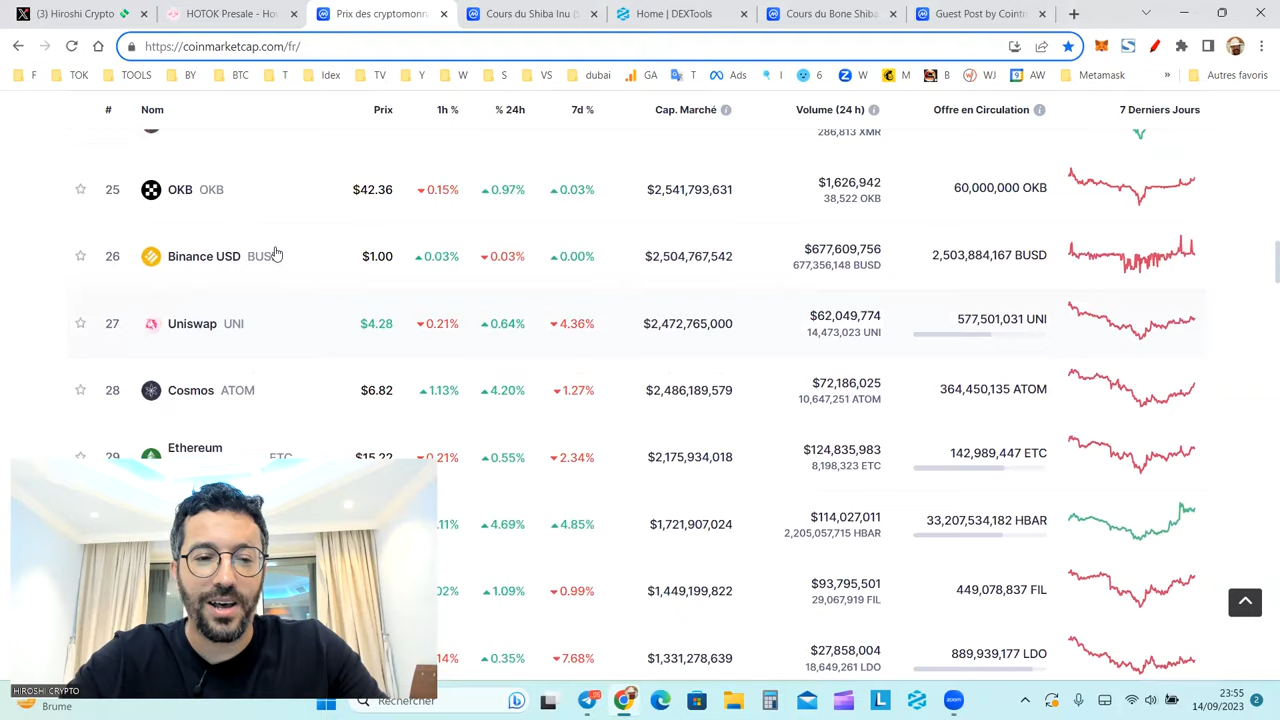 (3) Hiroshi Crypto
HOTOK Presale - Ho
Prix des cryptomonn
Cours du Shiba Inu (S
Home | DEXTools
Cours du Bone Shiba
Guest Post by Cointe
https://coinmarketcap.com/fr/
F TOK TOOLS BY BTC T Idex TV Y W S VS dubai GA T Ads I 6 W M B WJ AW Metamask » Autres favoris
# Nom Prix 1h % % 24h 7d % Cap. Marché Volume (24 h) Offre en Circulation 7 Derniers Jours
286,813 XMR
25 OKB OKB $42.36 0.15% 0.97% 0.03% $2,541,793,631 $1,626,942 60,000,000 OKB
38,522 OKB
26 Binance USD BUS $1.00 0.03% 0.03% 0.00% $2,504,767,542 $677,609,756 2,503,884,167 BUSD
677,356,148 BUSD
27 Uniswap UNI $4.28 0.21% 0.64% 4.36% $2,472,765,000 $62,049,774 577,501,031 UNI
14,473,023 UNI
28 Cosmos ATOM $6.82 1.13% 4.20% 1.27% $2,486,189,579 $72,186,025 364,450,135 ATOM
10,647,251 ATOM
29 Ethereum ETC $15.22 0.21% 0.55% 2.34% $2,175,934,018 $124,835,983 142,989,447 ETC
8,198,323 ETC
.11% 4.69% 4.85% $1,721,907,024 $114,027,011 33,207,534,182 HBAR
2,205,057,715 HBAR
02% 1.09% 0.99% $1,449,199,822 $93,795,501 449,078,837 FIL
29,067,919 FIL
14% 0.35% 7.68% $1,331,278,639 $27,858,004 889,939,177 LDO
18,649,261 LDO
HIROSHI CRYPTO
Brume
Rechercher
23:55
14/09/2023
2